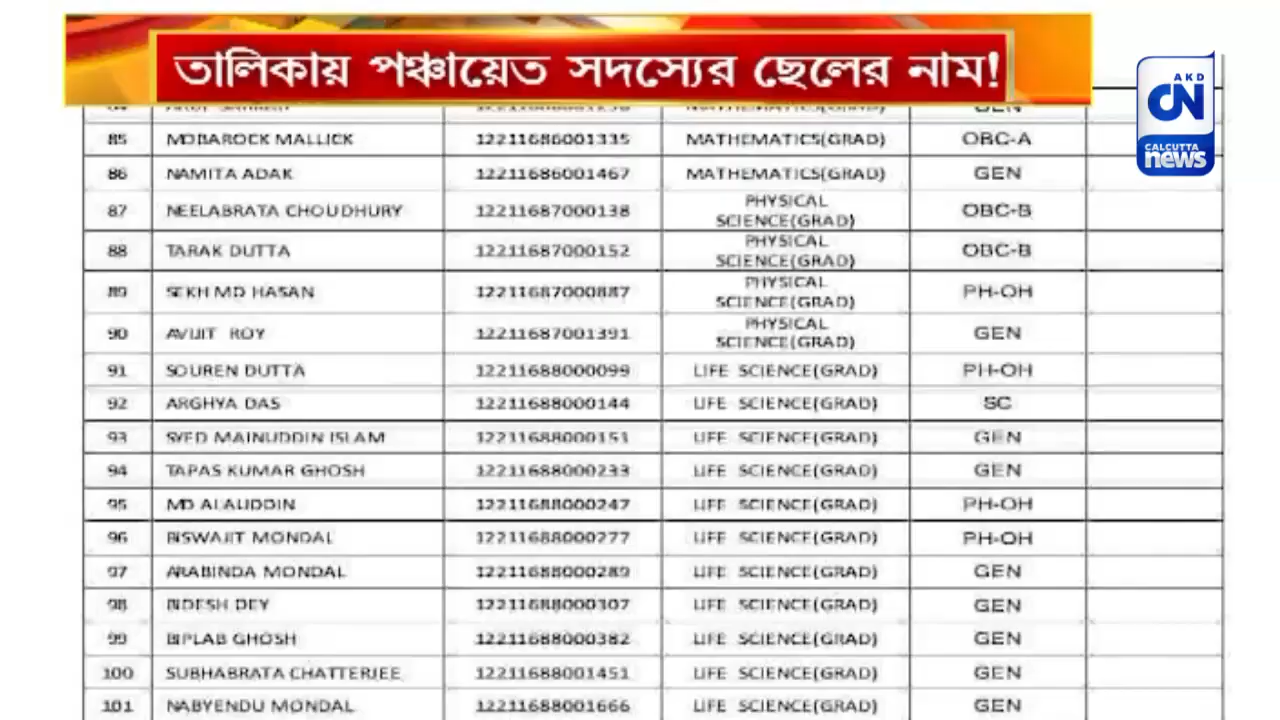 তালিকায় পঞ্চায়েত সদস্যের ছেলের নাম!
AKD
CN
CALCUTTA
news
85 MOBAROCK MALLICK 12211686001335 MATHEMATICS(GRAD) OBC-A
86 NAMITA ADAK 12211686001467 MATHEMATICS(GRAD) GEN
87 NEELABRATA CHOUDHURY 12211687000138 PHYSICAL SCIENCE(GRAD) OBC-B
88 TARAK DUTTA 12211687000152 PHYSICAL SCIENCE(GRAD) OBC-B
89 SEKH MD HASAN 12211687000887 PHYSICAL SCIENCE(GRAD) PH-OH
90 AVIJIT ROY 12211687001391 PHYSICAL SCIENCE(GRAD) GEN
91 SOUREN DUTTA 12211688000099 LIFE SCIENCE(GRAD) PH-OH
92 ARGHYA DAS 12211688000144 LIFE SCIENCE(GRAD) SC
93 SYED MAINUDDIN ISLAM 12211688000151 LIFE SCIENCE(GRAD) GEN
94 TAPAS KUMAR GHOSH 12211688000233 LIFE SCIENCE(GRAD) GEN
95 MD ALAUDDIN 12211688000247 LIFE SCIENCE(GRAD) PH-OH
96 BISWAJIT MONDAL 12211688000277 LIFE SCIENCE(GRAD) PH-OH
97 ARABINDA MONDAL 12211688000289 LIFE SCIENCE(GRAD) GEN
98 BIDESH DEY 12211688000307 LIFE SCIENCE(GRAD) GEN
99 BIPLAB GHOSH 12211688000382 LIFE SCIENCE(GRAD) GEN
100 SUBHABRATA CHATTERJEE 12211688001451 LIFE SCIENCE(GRAD) GEN
101 NABYENDU MONDAL 12211688001666 LIFE SCIENCE(GRAD) GEN